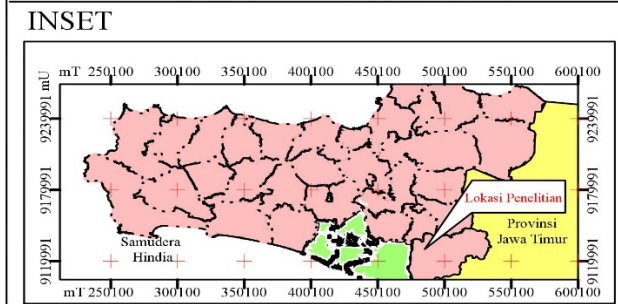 INSET
mT 250100 300100 350100 400100 450100 500100 550100 600100
mU
9239991
9239991
9179991
9179991
9119991
9119991
Lokasi Penelitian
Provinsi
Jawa Timur
Samudera
Hindia
mT 250100 300100 350100 400100 450100 500100 550100 600100